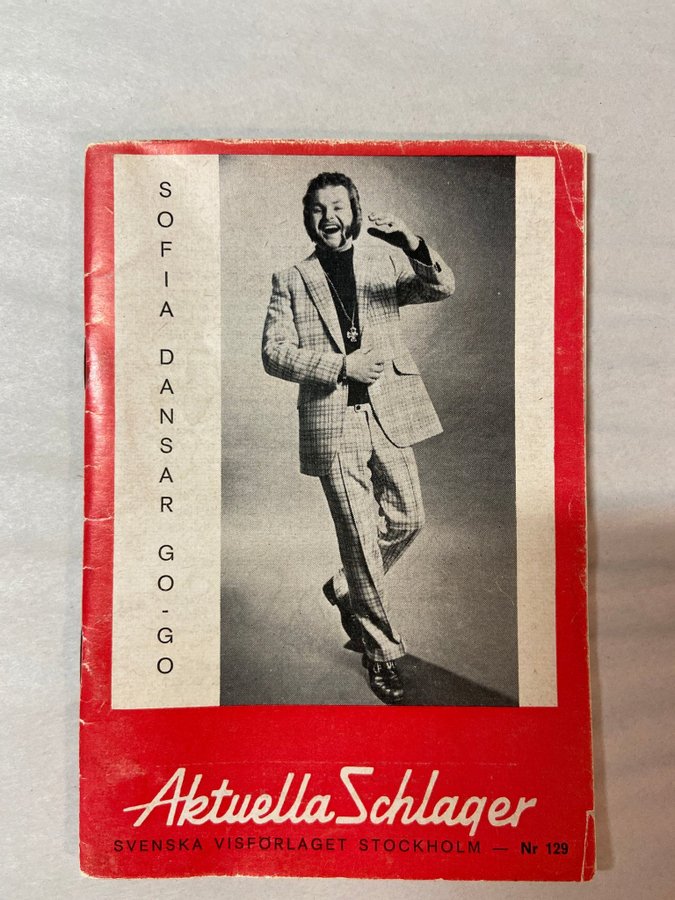 SOFIA DANSAR GO-GO
Aktuella Schlager
SVENSKA VISFÖRLAGET STOCKHOLM — Nr 129